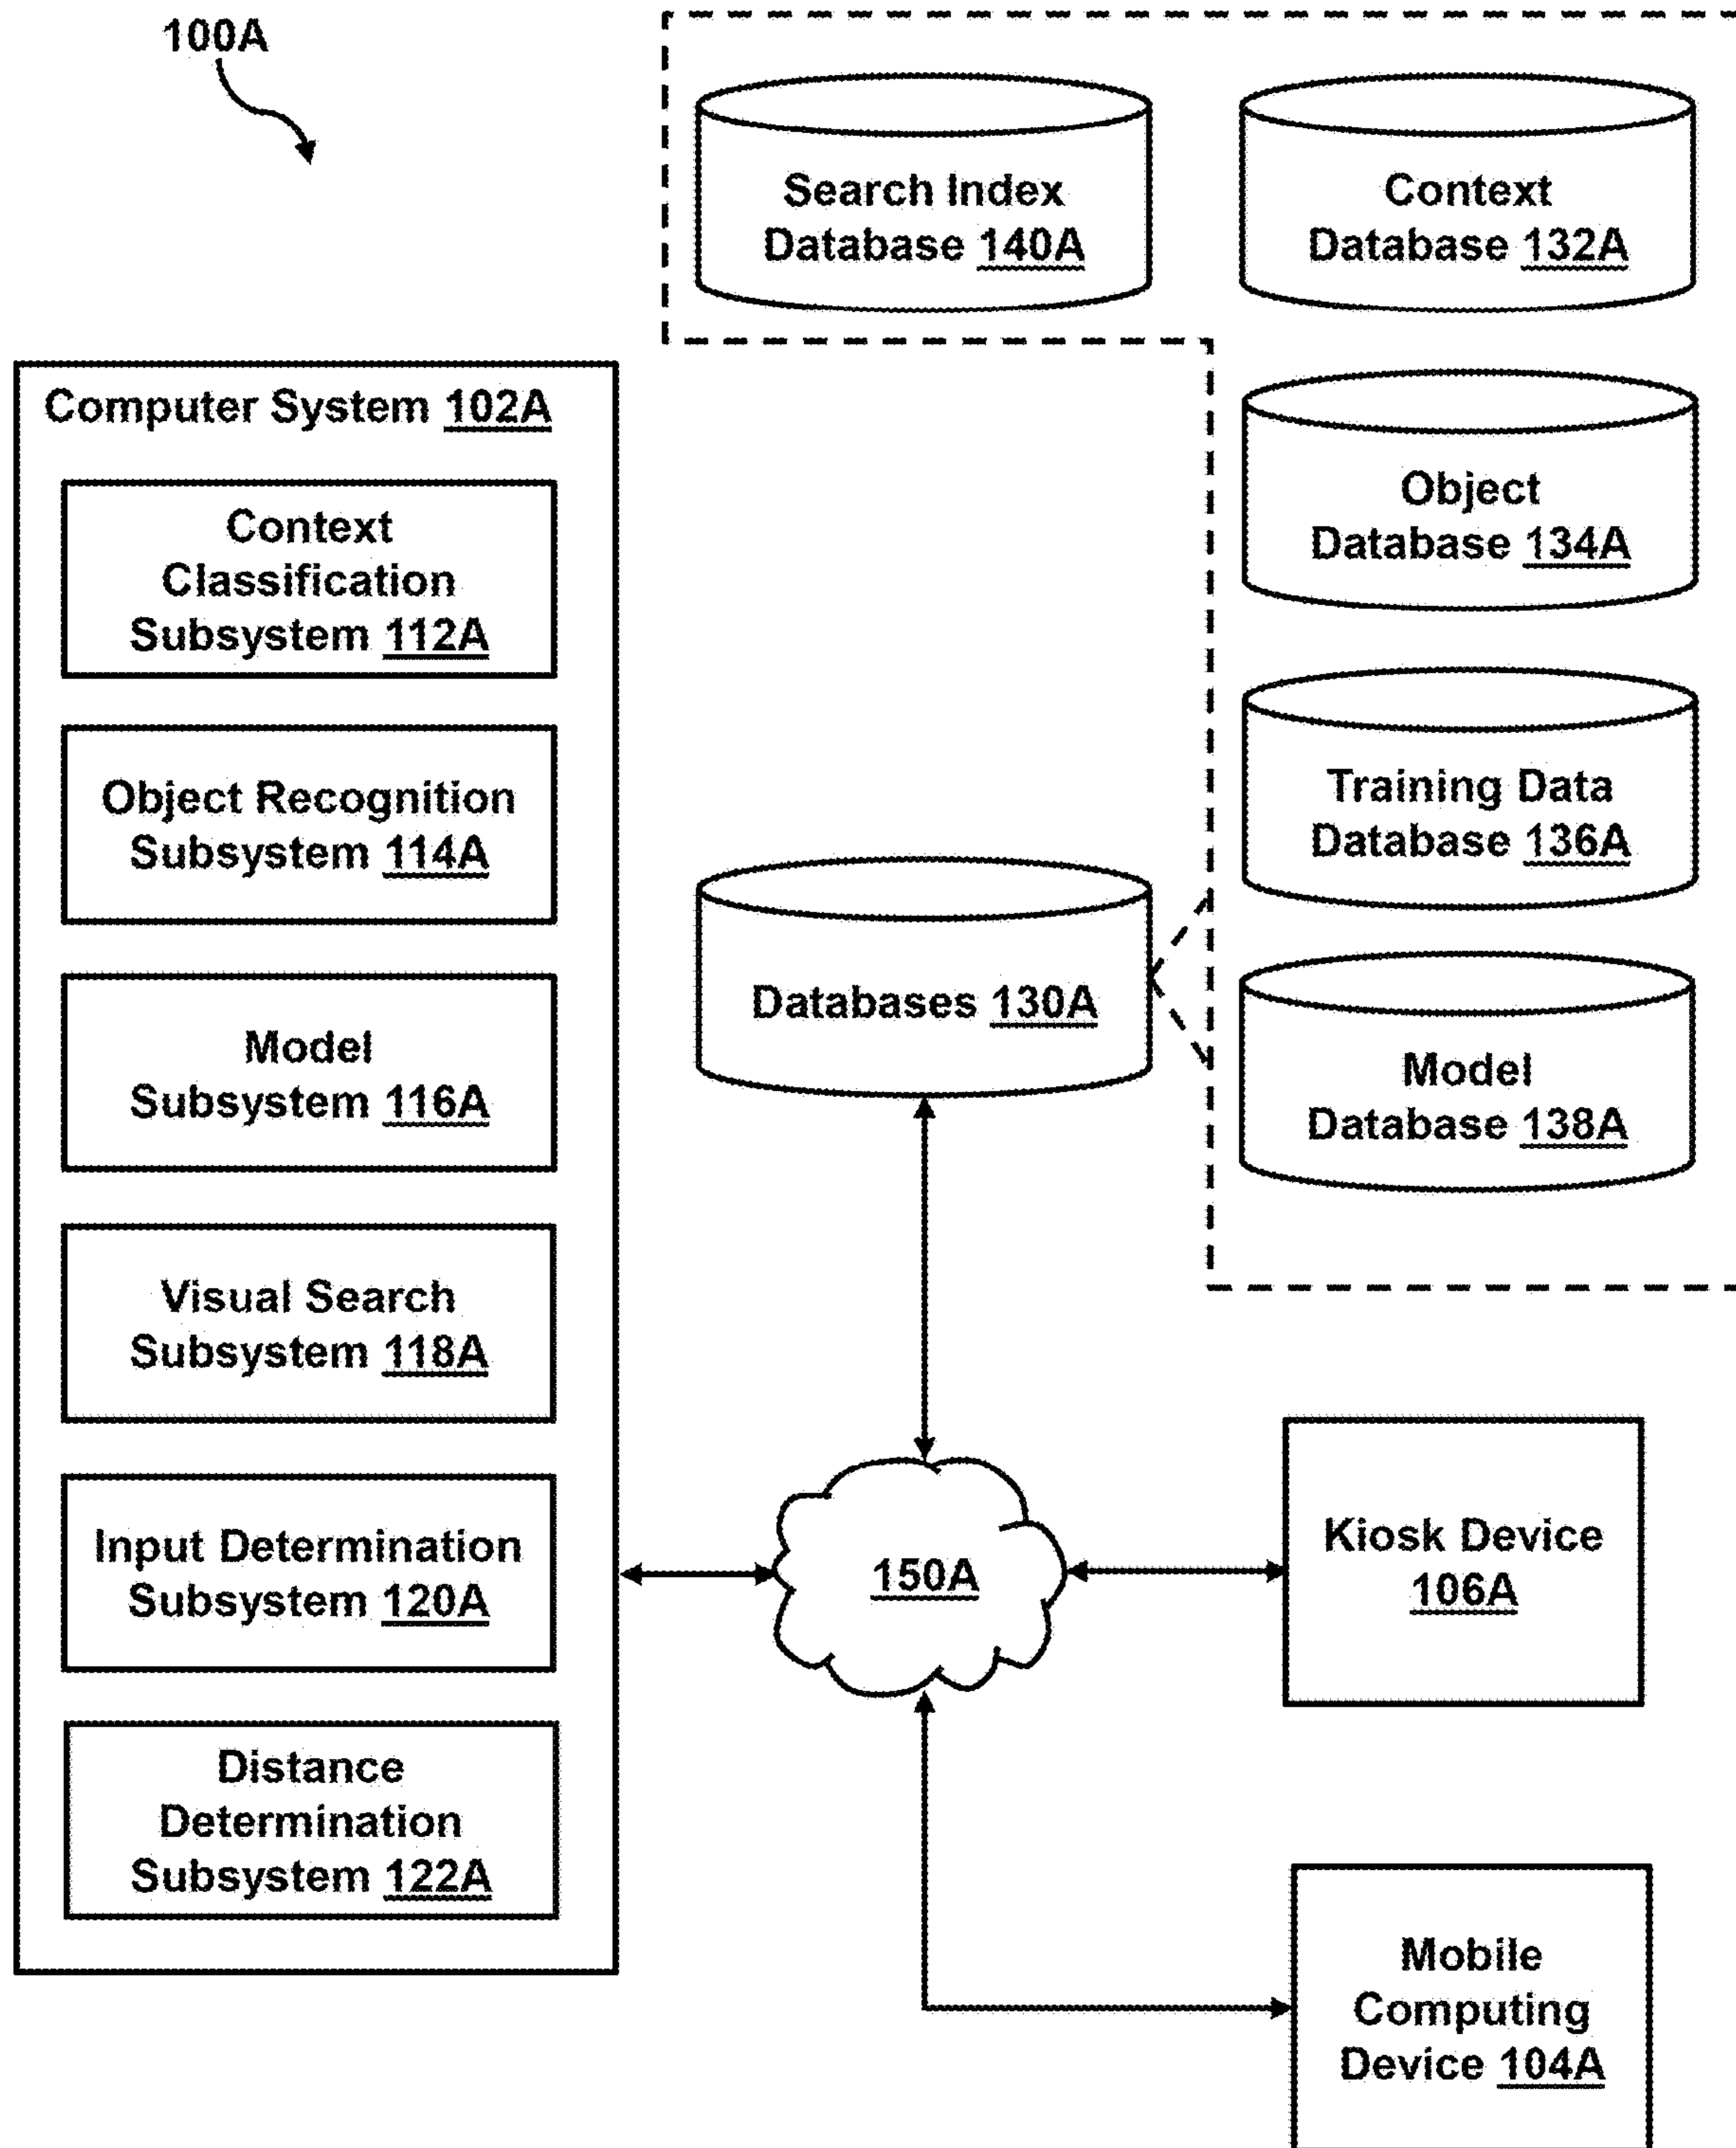 100A
Search Index
Database 140A
Context
Database 132A
Computer System 102A
Context
Classification
Subsystem 112A
Object Recognition
Subsystem 114A
Model
Subsystem 116A
Visual Search
Subsystem 118A
Input Determination
Subsystem 120A
Distance
Determination
Subsystem 122A
Object
Database 134A
Training Data
Database 136A
Databases 130A
Model
Database 138A
150A
Kiosk Device
106A
Mobile
Computing
Device 104A